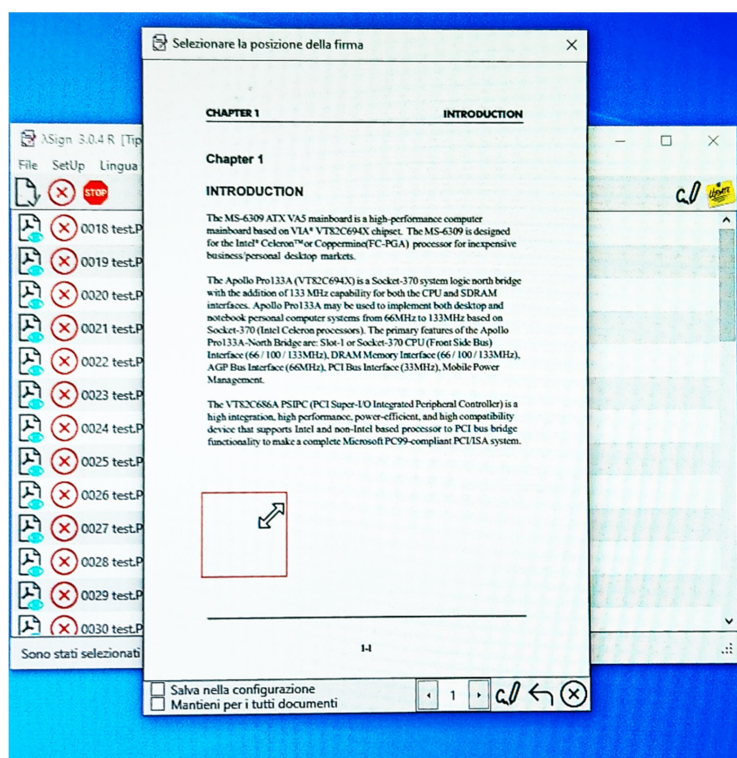 Selezionare la posizione della firma
λSign 3.0.4 R [Tip
File SetUp Lingua
STOP
Update
0018 test.P
0019 test.P
0020 test.P
0021 test.P
0022 test.P
0023 test.P
0024 test.P
0025 test.P
0026 test.P
0027 test.P
0028 test.P
0029 test.P
0030 test.P
Sono stati selezionati
CHAPTER 1 INTRODUCTION
Chapter 1
INTRODUCTION
The MS-6309 ATX VA5 mainboard is a high-performance computer
mainboard based on VIA® VT82C694X chipset. The MS-6309 is designed
for the Intel® Celeron™ or Coppermine(FC-PGA) processor for inexpensive
business/personal desktop markets.
The Apollo Pro133A (VT82C694X) is a Socket-370 system logic north bridge
with the addition of 133 MHz capability for both the CPU and SDRAM
interfaces. Apollo Pro133A may be used to implement both desktop and
notebook personal computer systems from 66MHz to 133MHz based on
Socket-370 (Intel Celeron processors). The primary features of the Apollo
Pro133A-North Bridge are: Slot-1 or Socket-370 CPU (Front Side Bus)
Interface (66 / 100 / 133MHz), DRAM Memory Interface (66 / 100 / 133MHz),
AGP Bus Interface (66MHz), PCI Bus Interface (33MHz), Mobile Power
Management.
The VT82C686A PSIPC (PCI Super-I/O Integrated Peripheral Controller) is a
high integration, high performance, power-efficient, and high compatibility
device that supports Intel and non-Intel based processor to PCI bus bridge
functionality to make a complete Microsoft PC99-compliant PCI/ISA system.
1-1
Salva nella configurazione
Mantieni per i tutti documenti
1